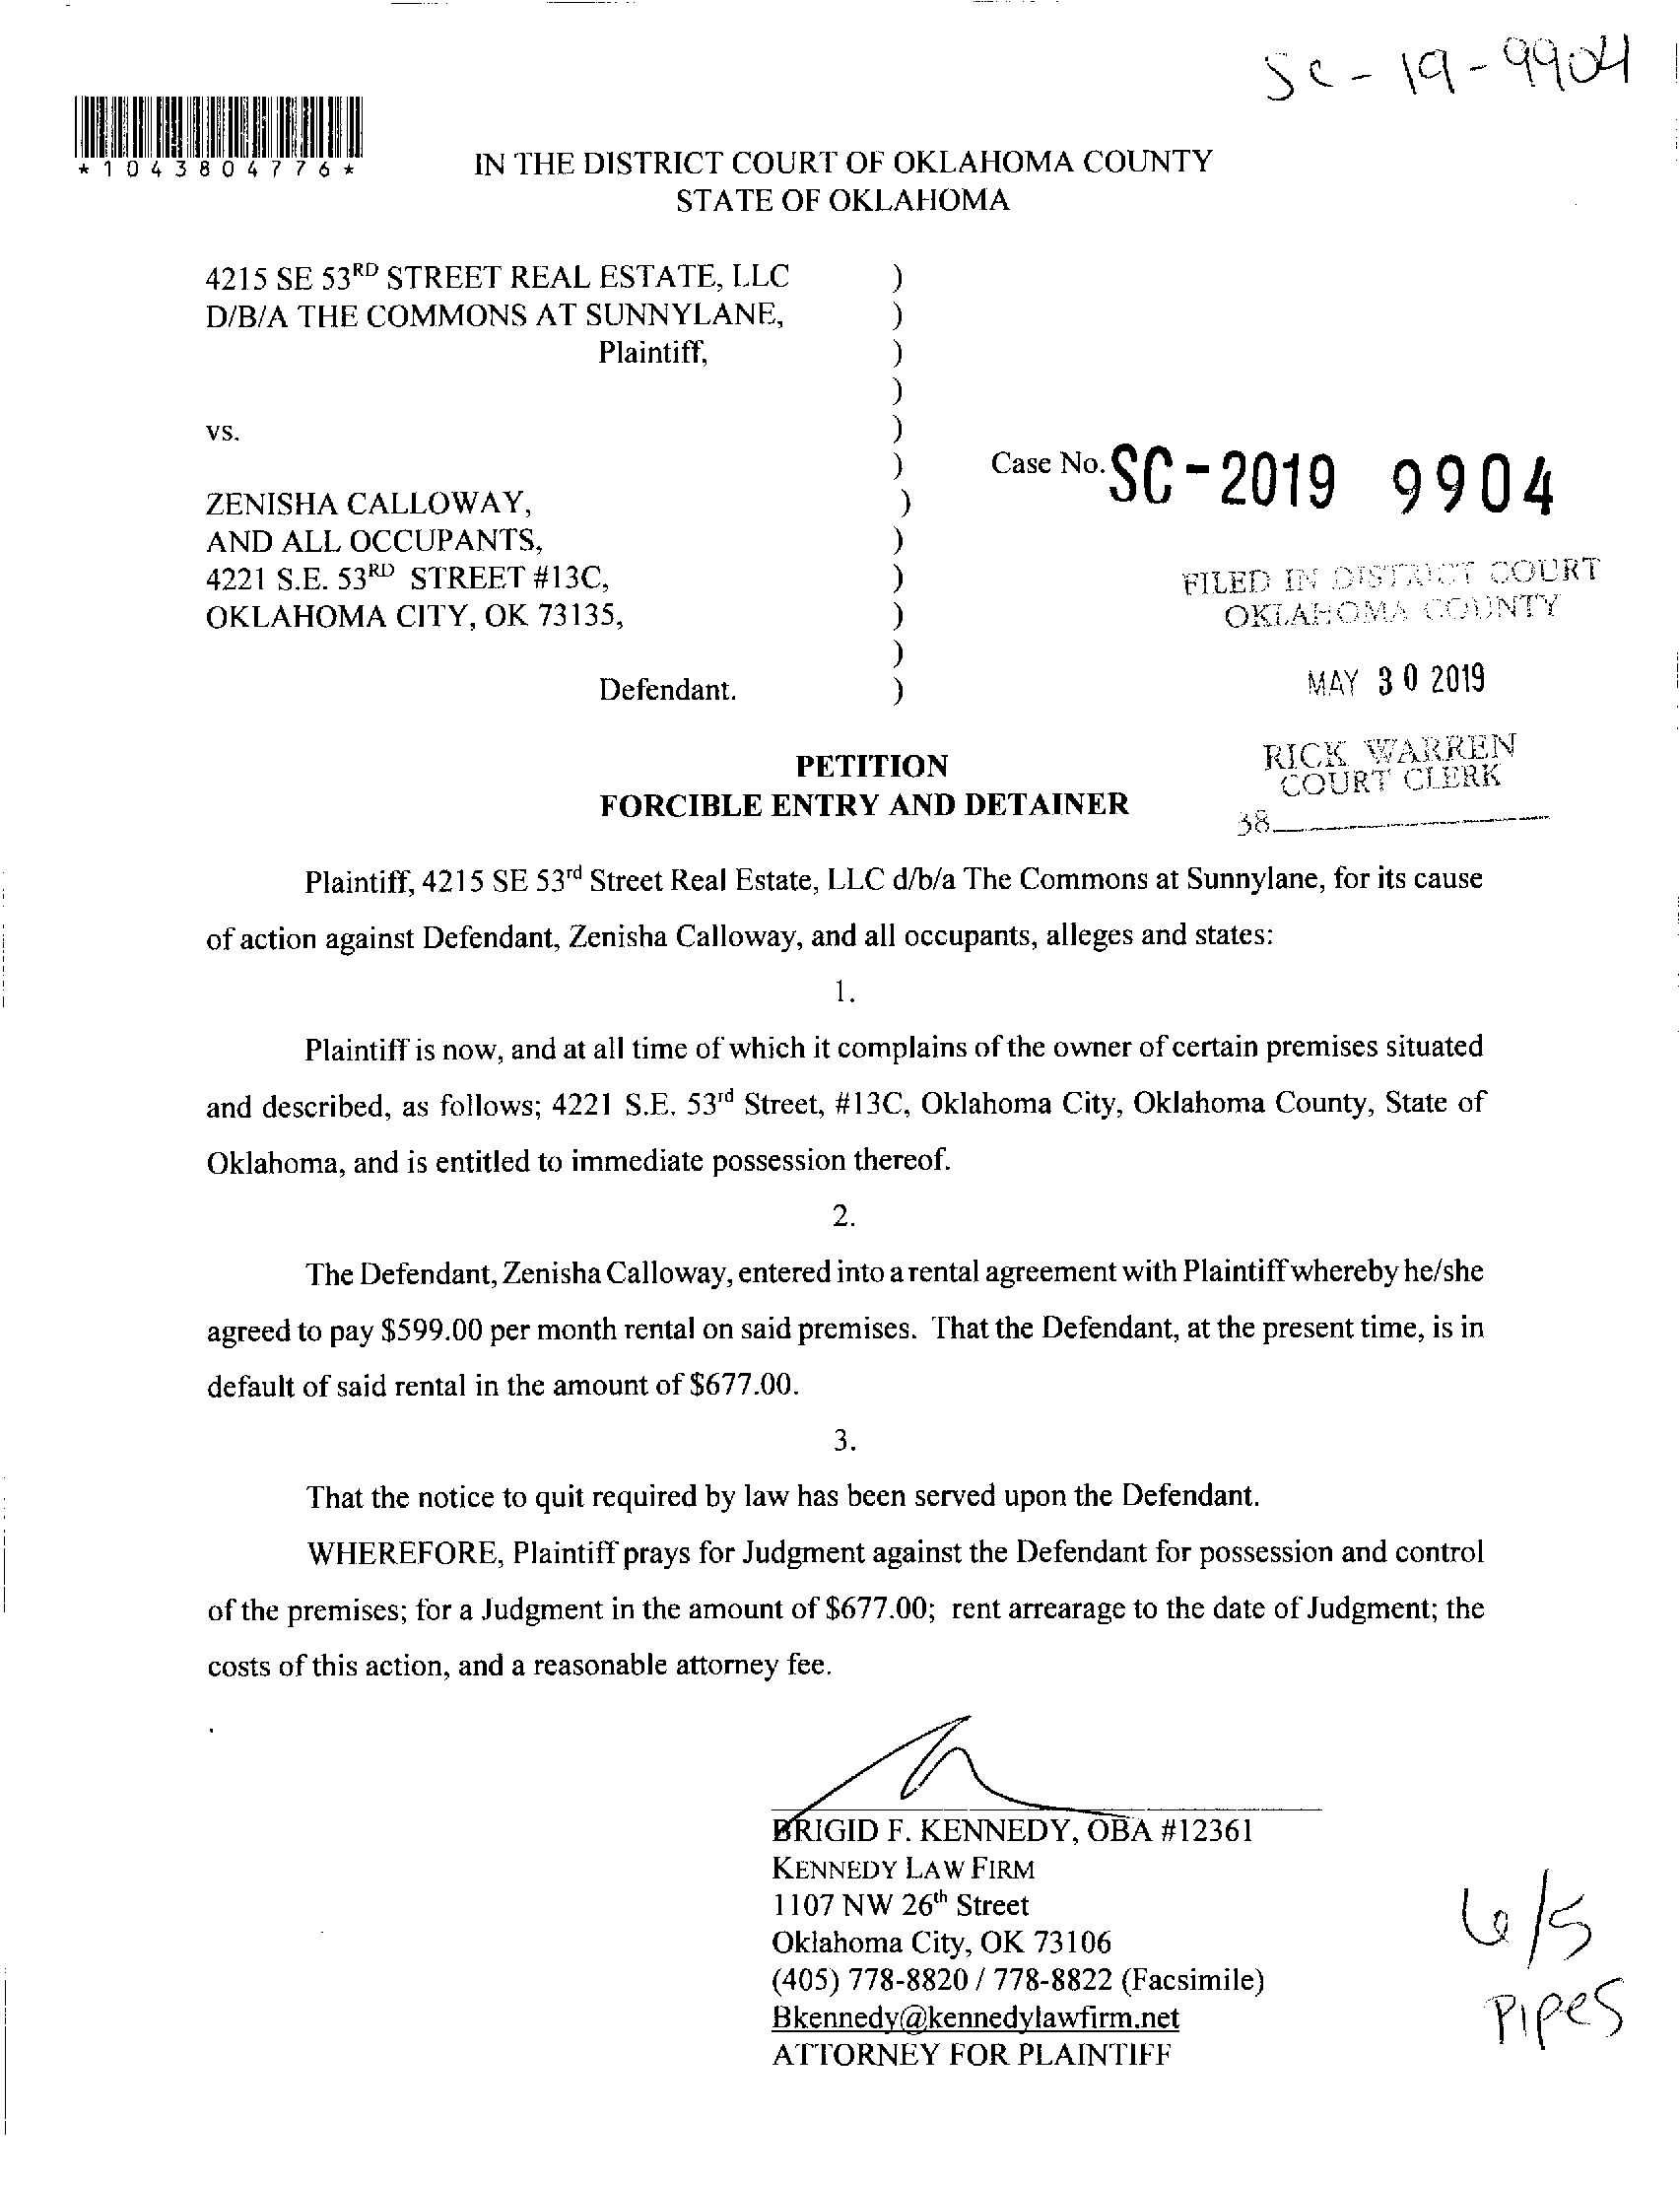 SC-19-9904
*1043804776*
IN THE DISTRICT COURT OF OKLAHOMA COUNTY
STATE OF OKLAHOMA
4215 SE 53RD STREET REAL ESTATE, LLC )
D/B/A THE COMMONS AT SUNNYLANE, )
Plaintiff, )
)
vs. )
) Case No. SC-2019 9904
ZENISHA CALLOWAY, )
AND ALL OCCUPANTS, )
4221 S.E. 53RD STREET #13C, )
OKLAHOMA CITY, OK 73135, )
)
Defendant. )
FILED IN DISTRICT COURT
OKLAHOMA COUNTY
MAY 30 2019
RICK WARREN
COURT CLERK
38
PETITION
FORCIBLE ENTRY AND DETAINER
Plaintiff, 4215 SE 53rd Street Real Estate, LLC d/b/a The Commons at Sunnylane, for its cause
of action against Defendant, Zenisha Calloway, and all occupants, alleges and states:
1.
Plaintiff is now, and at all time of which it complains of the owner of certain premises situated
and described, as follows; 4221 S.E. 53rd Street, #13C, Oklahoma City, Oklahoma County, State of
Oklahoma, and is entitled to immediate possession thereof.
2.
The Defendant, Zenisha Calloway, entered into a rental agreement with Plaintiff whereby he/she
agreed to pay $599.00 per month rental on said premises. That the Defendant, at the present time, is in
default of said rental in the amount of $677.00.
3.
That the notice to quit required by law has been served upon the Defendant.
WHEREFORE, Plaintiff prays for Judgment against the Defendant for possession and control
of the premises; for a Judgment in the amount of $677.00; rent arrearage to the date of Judgment; the
costs of this action, and a reasonable attorney fee.
BRIGID F. KENNEDY, OBA #12361
KENNEDY LAW FIRM
1107 NW 26th Street
Oklahoma City, OK 73106
(405) 778-8820 / 778-8822 (Facsimile)
Bkennedy@kennedylawfirm.net
ATTORNEY FOR PLAINTIFF
6/5
Pipes